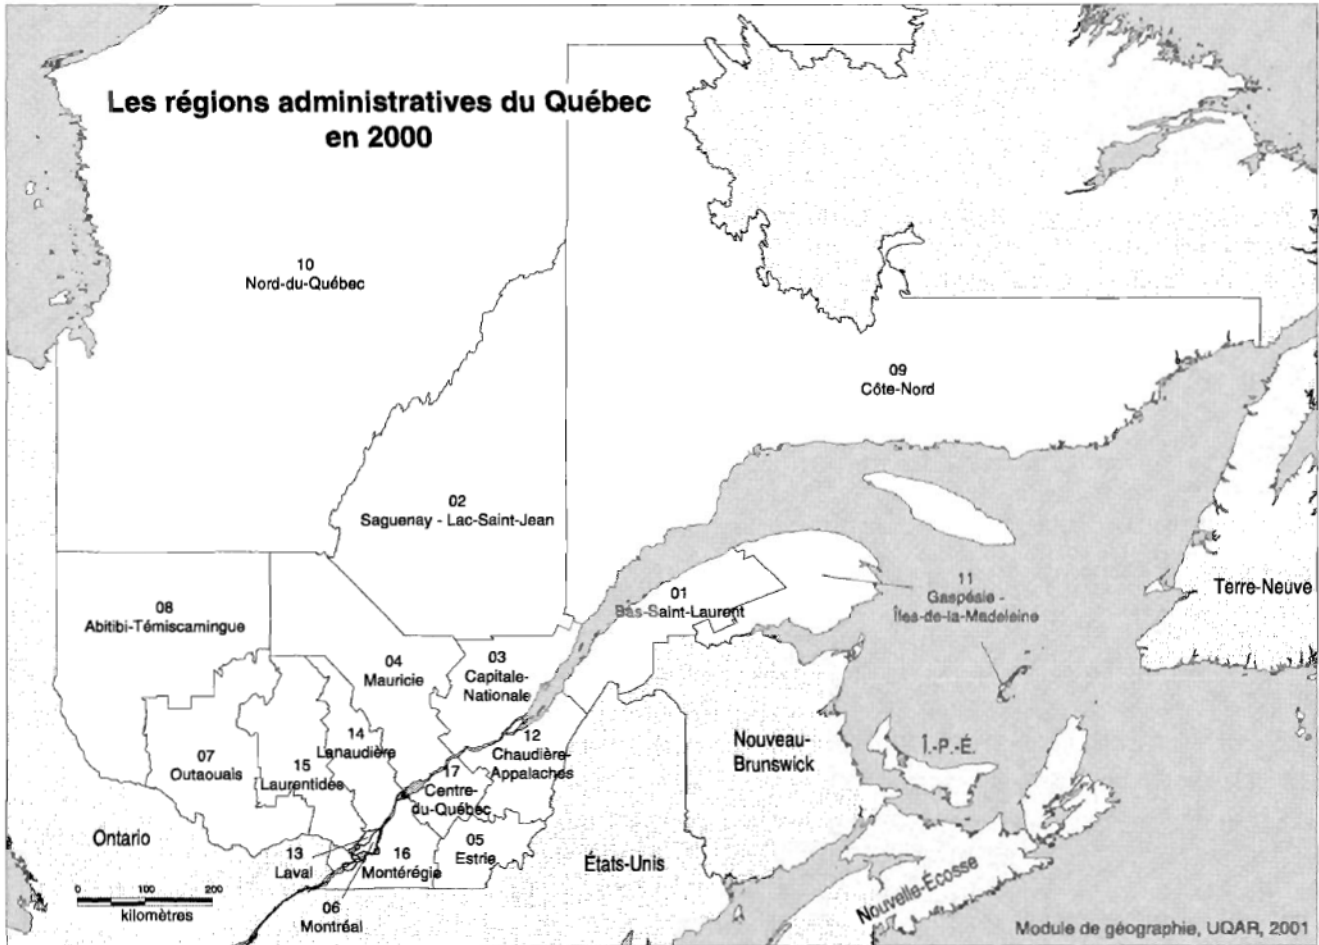 Les régions administratives du Québec
en 2000
10
Nord-du-Québec
09
Côte-Nord
02
Saguenay - Lac-Saint-Jean
11
Gaspésie -
Îles-de-la-Madeleine
Terre-Neuve
01
Bas-Saint-Laurent
08
Abitibi-Témiscamingue
04
Mauricie
03
Capitale-
Nationale
14
Lanaudière
12
Chaudière-
Appalaches
Nouveau-
Brunswick
Î.-P.-É.
07
Outaouais
15
Laurentides
17
Centre-
du-Québec
Ontario
13
Laval
16
Montérégie
05
Estrie
États-Unis
Nouvelle-Écosse
0 100 200
kilomètres
06
Montréal
Module de géographie, UQAR, 2001